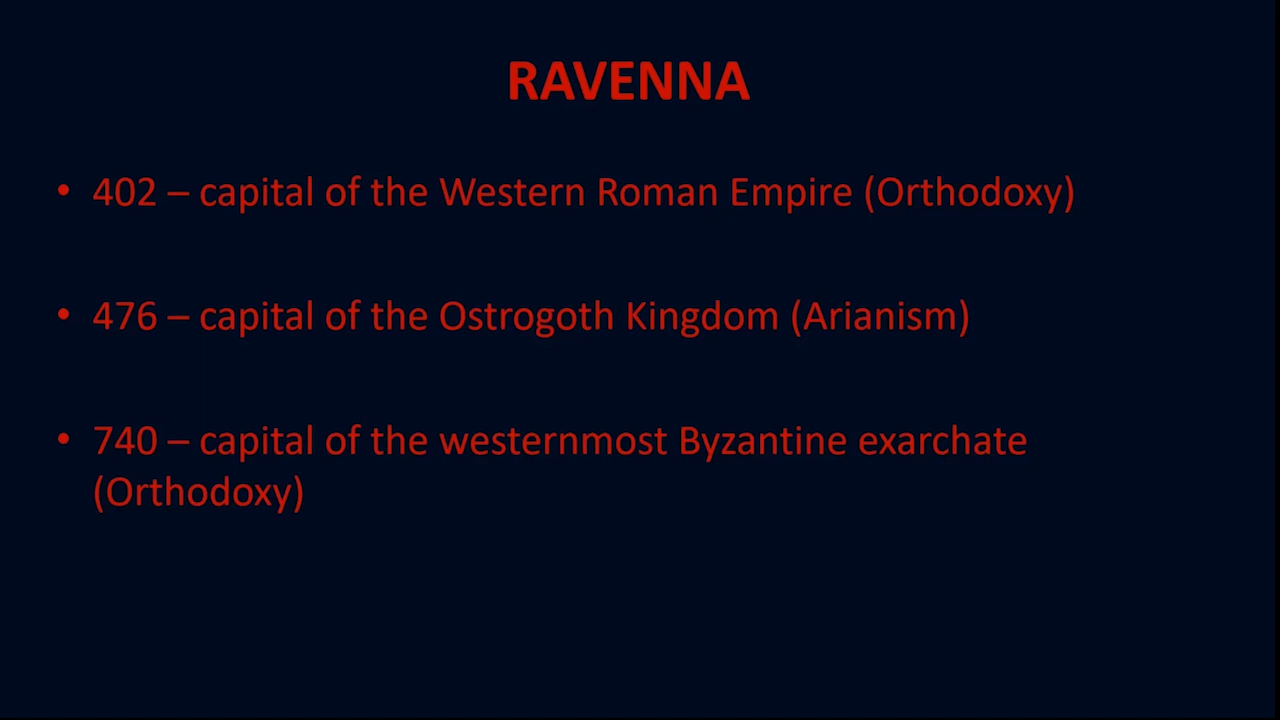 RAVENNA
• 402 – capital of the Western Roman Empire (Orthodoxy)
• 476 – capital of the Ostrogoth Kingdom (Arianism)
• 740 – capital of the westernmost Byzantine exarchate
(Orthodoxy)